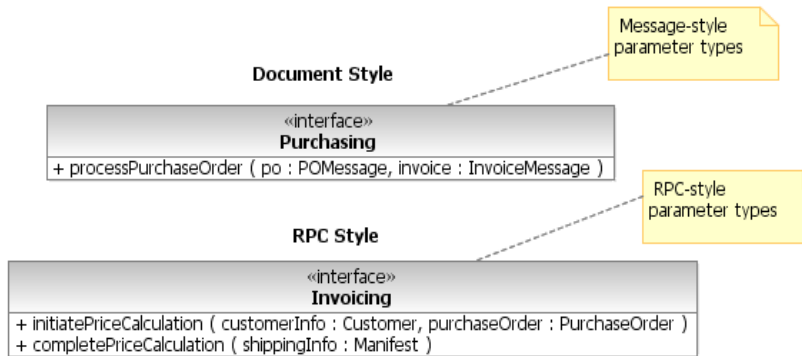 Message-style
parameter types
Document Style
«interface»
Purchasing
+ processPurchaseOrder ( po : POMessage, invoice : InvoiceMessage )
RPC-style
parameter types
RPC Style
«interface»
Invoicing
+ initiatePriceCalculation ( customerInfo : Customer, purchaseOrder : PurchaseOrder )
+ completePriceCalculation ( shippingInfo : Manifest )